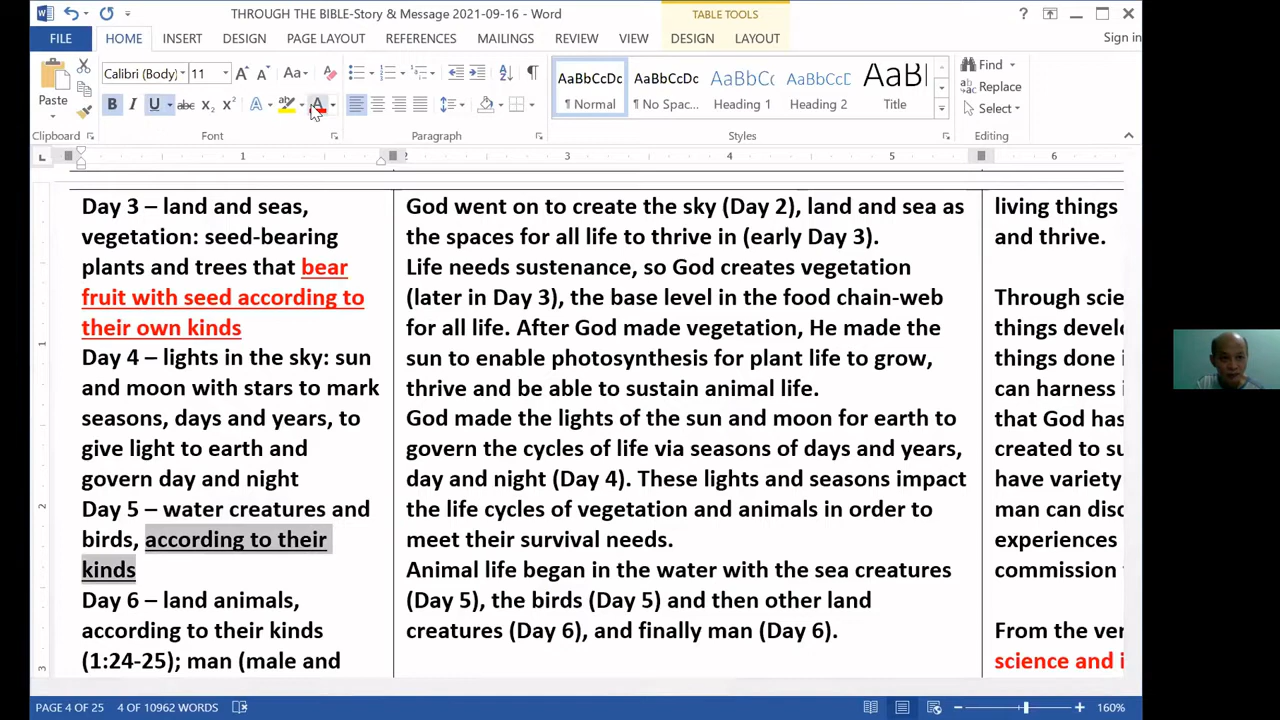 THROUGH THE BIBLE-Story & Message 2021-09-16 - Word
TABLE TOOLS
FILE HOME INSERT DESIGN PAGE LAYOUT REFERENCES MAILINGS REVIEW VIEW DESIGN LAYOUT Sign in
Paste
Calibri (Body) 11
AaBbCcDc AaBbCcDc AaBbCc AaBbCcD AaB
¶ Normal ¶ No Spac... Heading 1 Heading 2 Title
Find
Replace
Select
Clipboard Font Paragraph Styles Editing
1 2 3 4 5 6
Day 3 – land and seas,
vegetation: seed-bearing
plants and trees that bear
fruit with seed according to
their own kinds
Day 4 – lights in the sky: sun
and moon with stars to mark
seasons, days and years, to
give light to earth and
govern day and night
Day 5 – water creatures and
birds, according to their
kinds
Day 6 – land animals,
according to their kinds
(1:24-25); man (male and
God went on to create the sky (Day 2), land and sea as
the spaces for all life to thrive in (early Day 3).
Life needs sustenance, so God creates vegetation
(later in Day 3), the base level in the food chain-web
for all life. After God made vegetation, He made the
sun to enable photosynthesis for plant life to grow,
thrive and be able to sustain animal life.
God made the lights of the sun and moon for earth to
govern the cycles of life via seasons of days and years,
day and night (Day 4). These lights and seasons impact
the life cycles of vegetation and animals in order to
meet their survival needs.
Animal life began in the water with the sea creatures
(Day 5), the birds (Day 5) and then other land
creatures (Day 6), and finally man (Day 6).
living things
and thrive.
Through scie
things develo
things done i
can harness i
that God has
created to su
have variety
man can disc
experiences
commission
From the ver
science and i
PAGE 4 OF 25 4 OF 10962 WORDS 160%